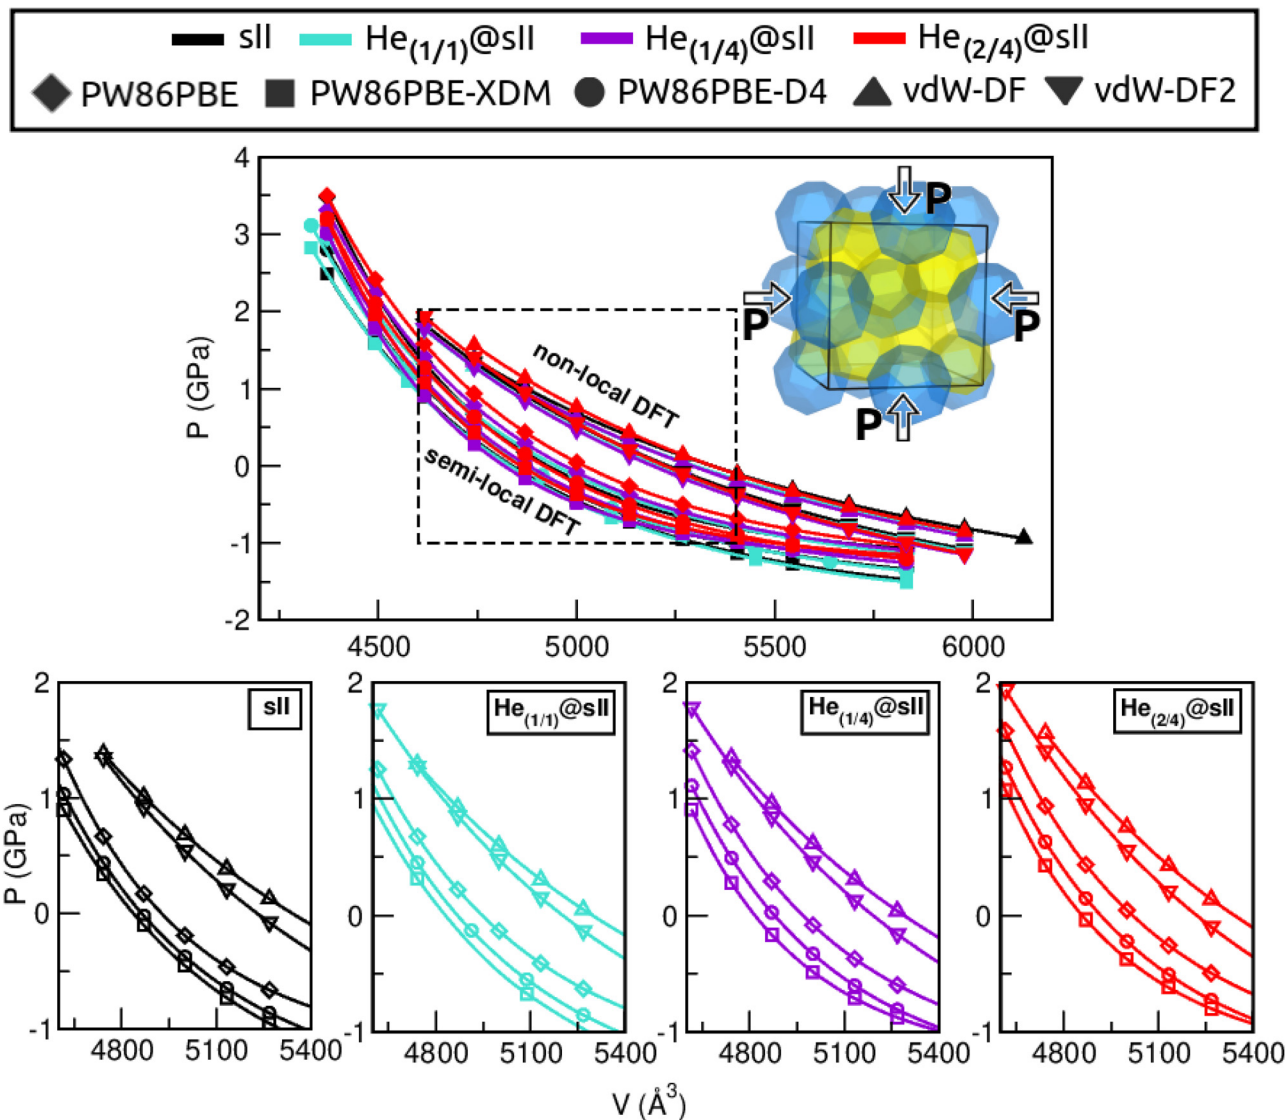 sII He(1/1)@sII He(1/4)@sII He(2/4)@sII
PW86PBE PW86PBE-XDM PW86PBE-D4 vdW-DF vdW-DF2
4
3
2
1
0
-1
-2
P (GPa)
non-local DFT
semi-local DFT
P
P
P
P
4500 5000 5500 6000
2
1
0
-1
P (GPa)
sII
4800 5100 5400
2
1
0
-1
He(1/1)@sII
4800 5100 5400
2
1
0
-1
He(1/4)@sII
4800 5100 5400
2
1
0
-1
He(2/4)@sII
4800 5100 5400
V (Å³)